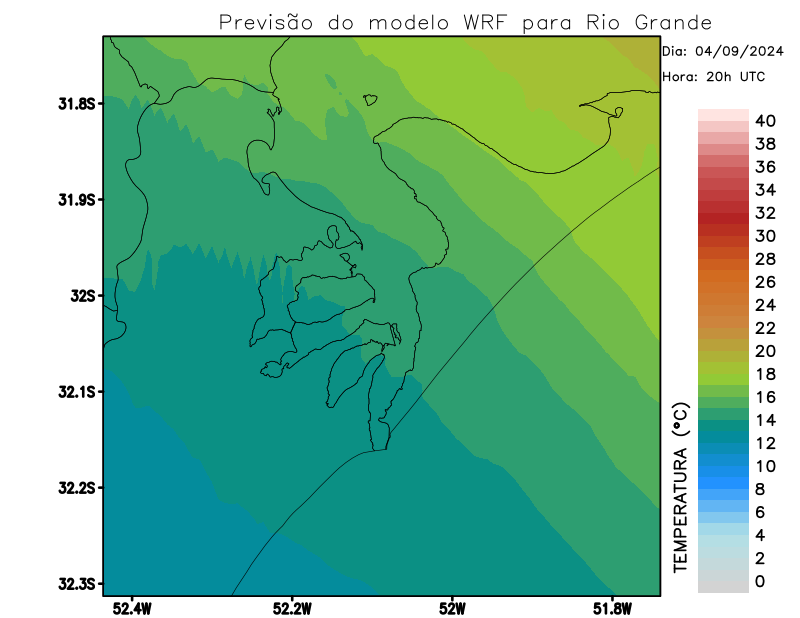 Previsão do modelo WRF para Rio Grande
Dia: 04/09/2024
Hora: 20h UTC
31.8S
31.9S
32S
32.1S
32.2S
32.3S
52.4W
52.2W
52W
51.8W
TEMPERATURA (°C)
40
38
36
34
32
30
28
26
24
22
20
18
16
14
12
10
8
6
4
2
0